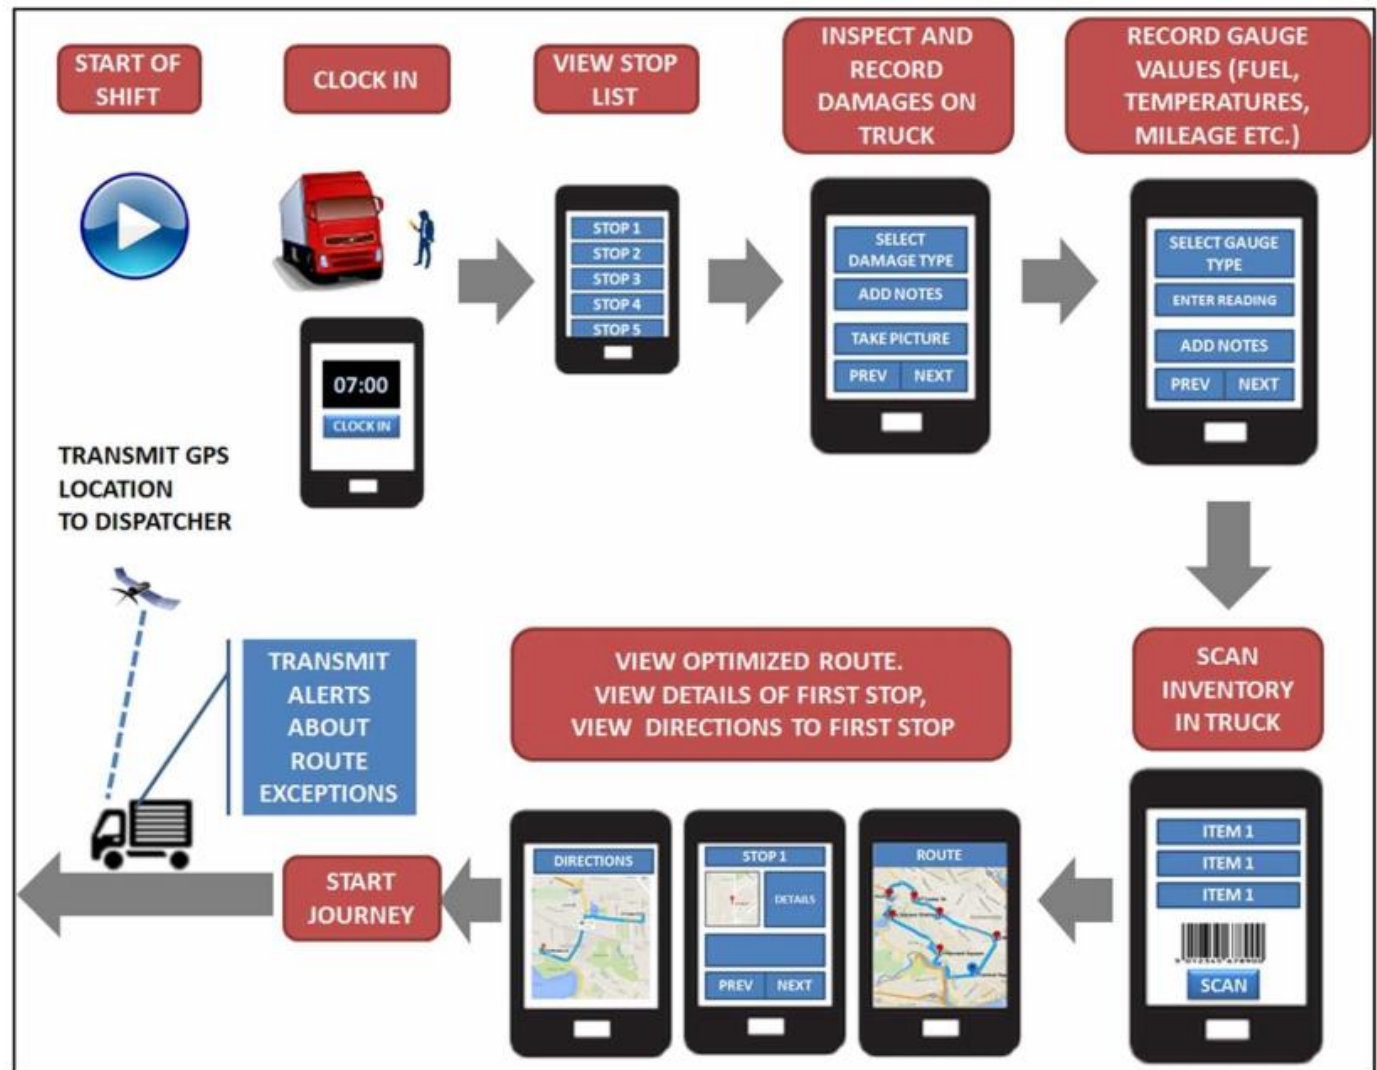 START OF
SHIFT
CLOCK IN
VIEW STOP
LIST
INSPECT AND
RECORD
DAMAGES ON
TRUCK
RECORD GAUGE
VALUES (FUEL,
TEMPERATURES,
MILEAGE ETC.)
07:00
CLOCK IN
STOP 1
STOP 2
STOP 3
STOP 4
STOP 5
SELECT
DAMAGE TYPE
ADD NOTES
TAKE PICTURE
PREV NEXT
SELECT GAUGE
TYPE
ENTER READING
ADD NOTES
PREV NEXT
TRANSMIT GPS
LOCATION
TO DISPATCHER
TRANSMIT
ALERTS
ABOUT
ROUTE
EXCEPTIONS
VIEW OPTIMIZED ROUTE.
VIEW DETAILS OF FIRST STOP,
VIEW DIRECTIONS TO FIRST STOP
SCAN
INVENTORY
IN TRUCK
ITEM 1
ITEM 1
ITEM 1
SCAN
ROUTE
STOP 1
DETAILS
PREV NEXT
DIRECTIONS
START
JOURNEY